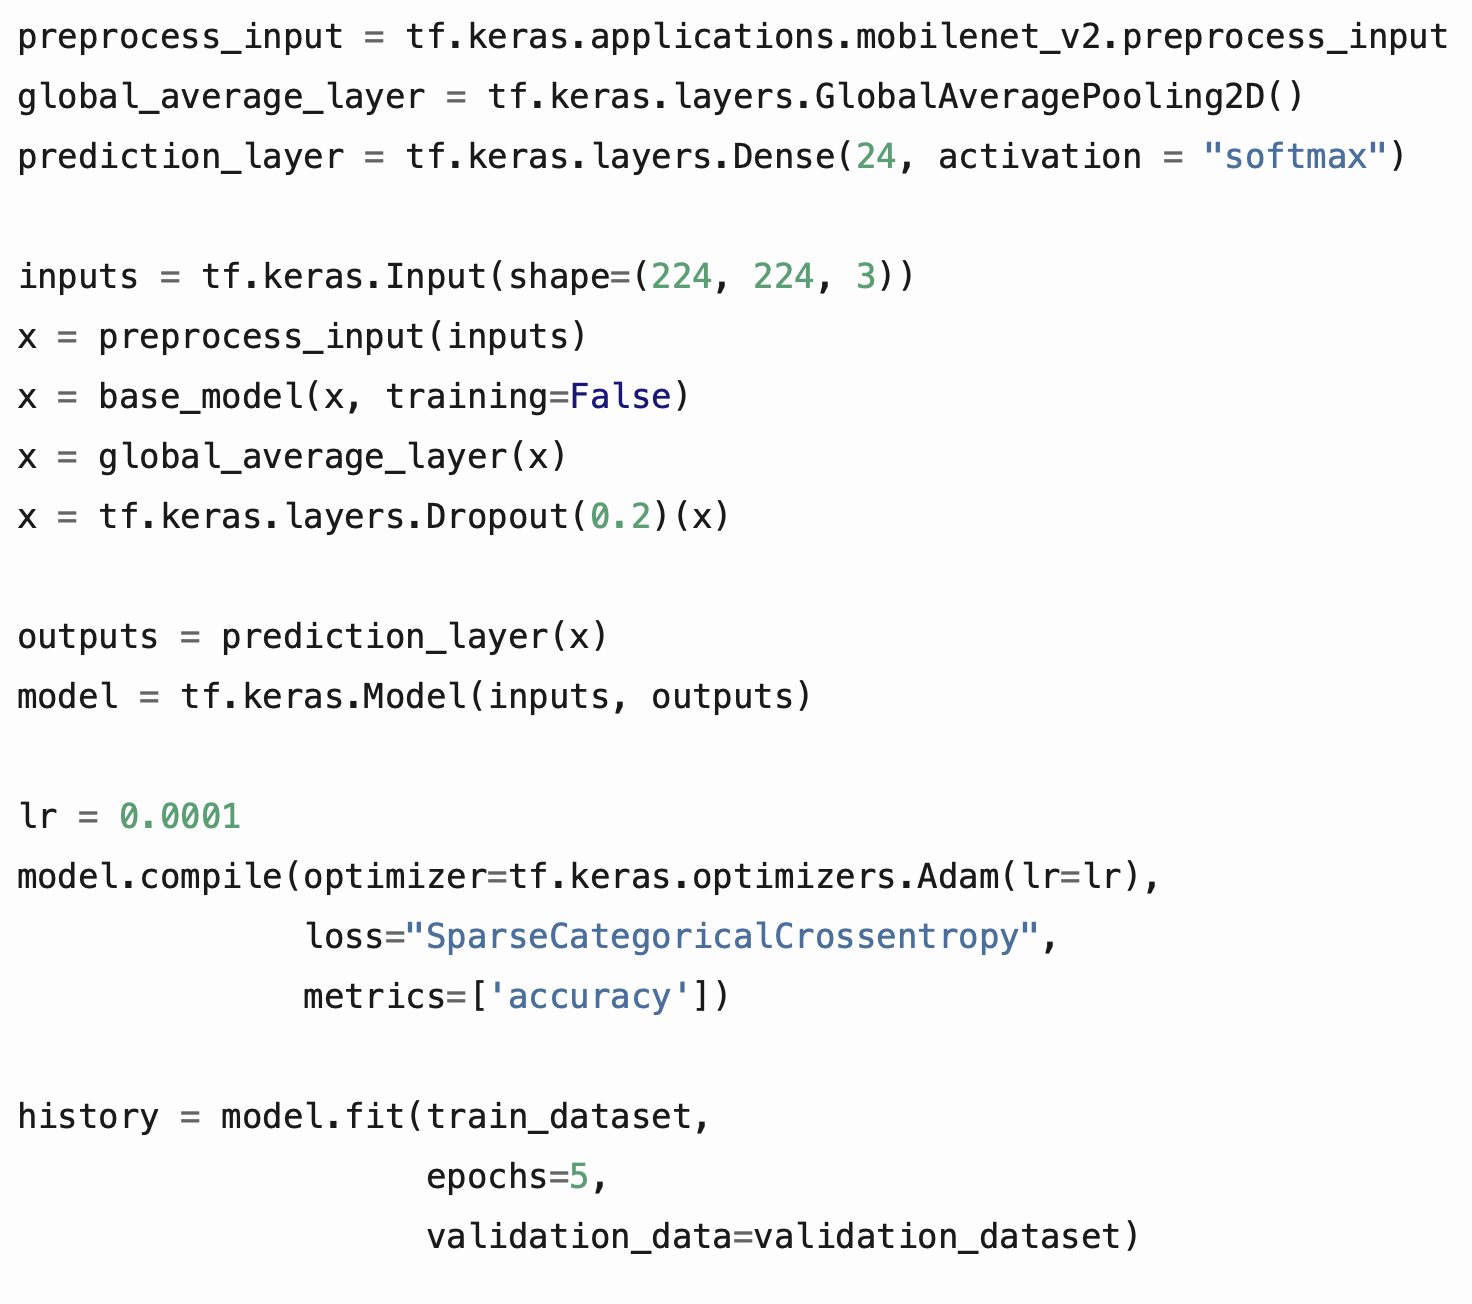 preprocess_input = tf.keras.applications.mobilenet_v2.preprocess_input
global_average_layer = tf.keras.layers.GlobalAveragePooling2D()
prediction_layer = tf.keras.layers.Dense(24, activation = "softmax")

inputs = tf.keras.Input(shape=(224, 224, 3))
x = preprocess_input(inputs)
x = base_model(x, training=False)
x = global_average_layer(x)
x = tf.keras.layers.Dropout(0.2)(x)

outputs = prediction_layer(x)
model = tf.keras.Model(inputs, outputs)

lr = 0.0001
model.compile(optimizer=tf.keras.optimizers.Adam(lr=lr),
              loss="SparseCategoricalCrossentropy",
              metrics=['accuracy'])

history = model.fit(train_dataset,
                    epochs=5,
                    validation_data=validation_dataset)